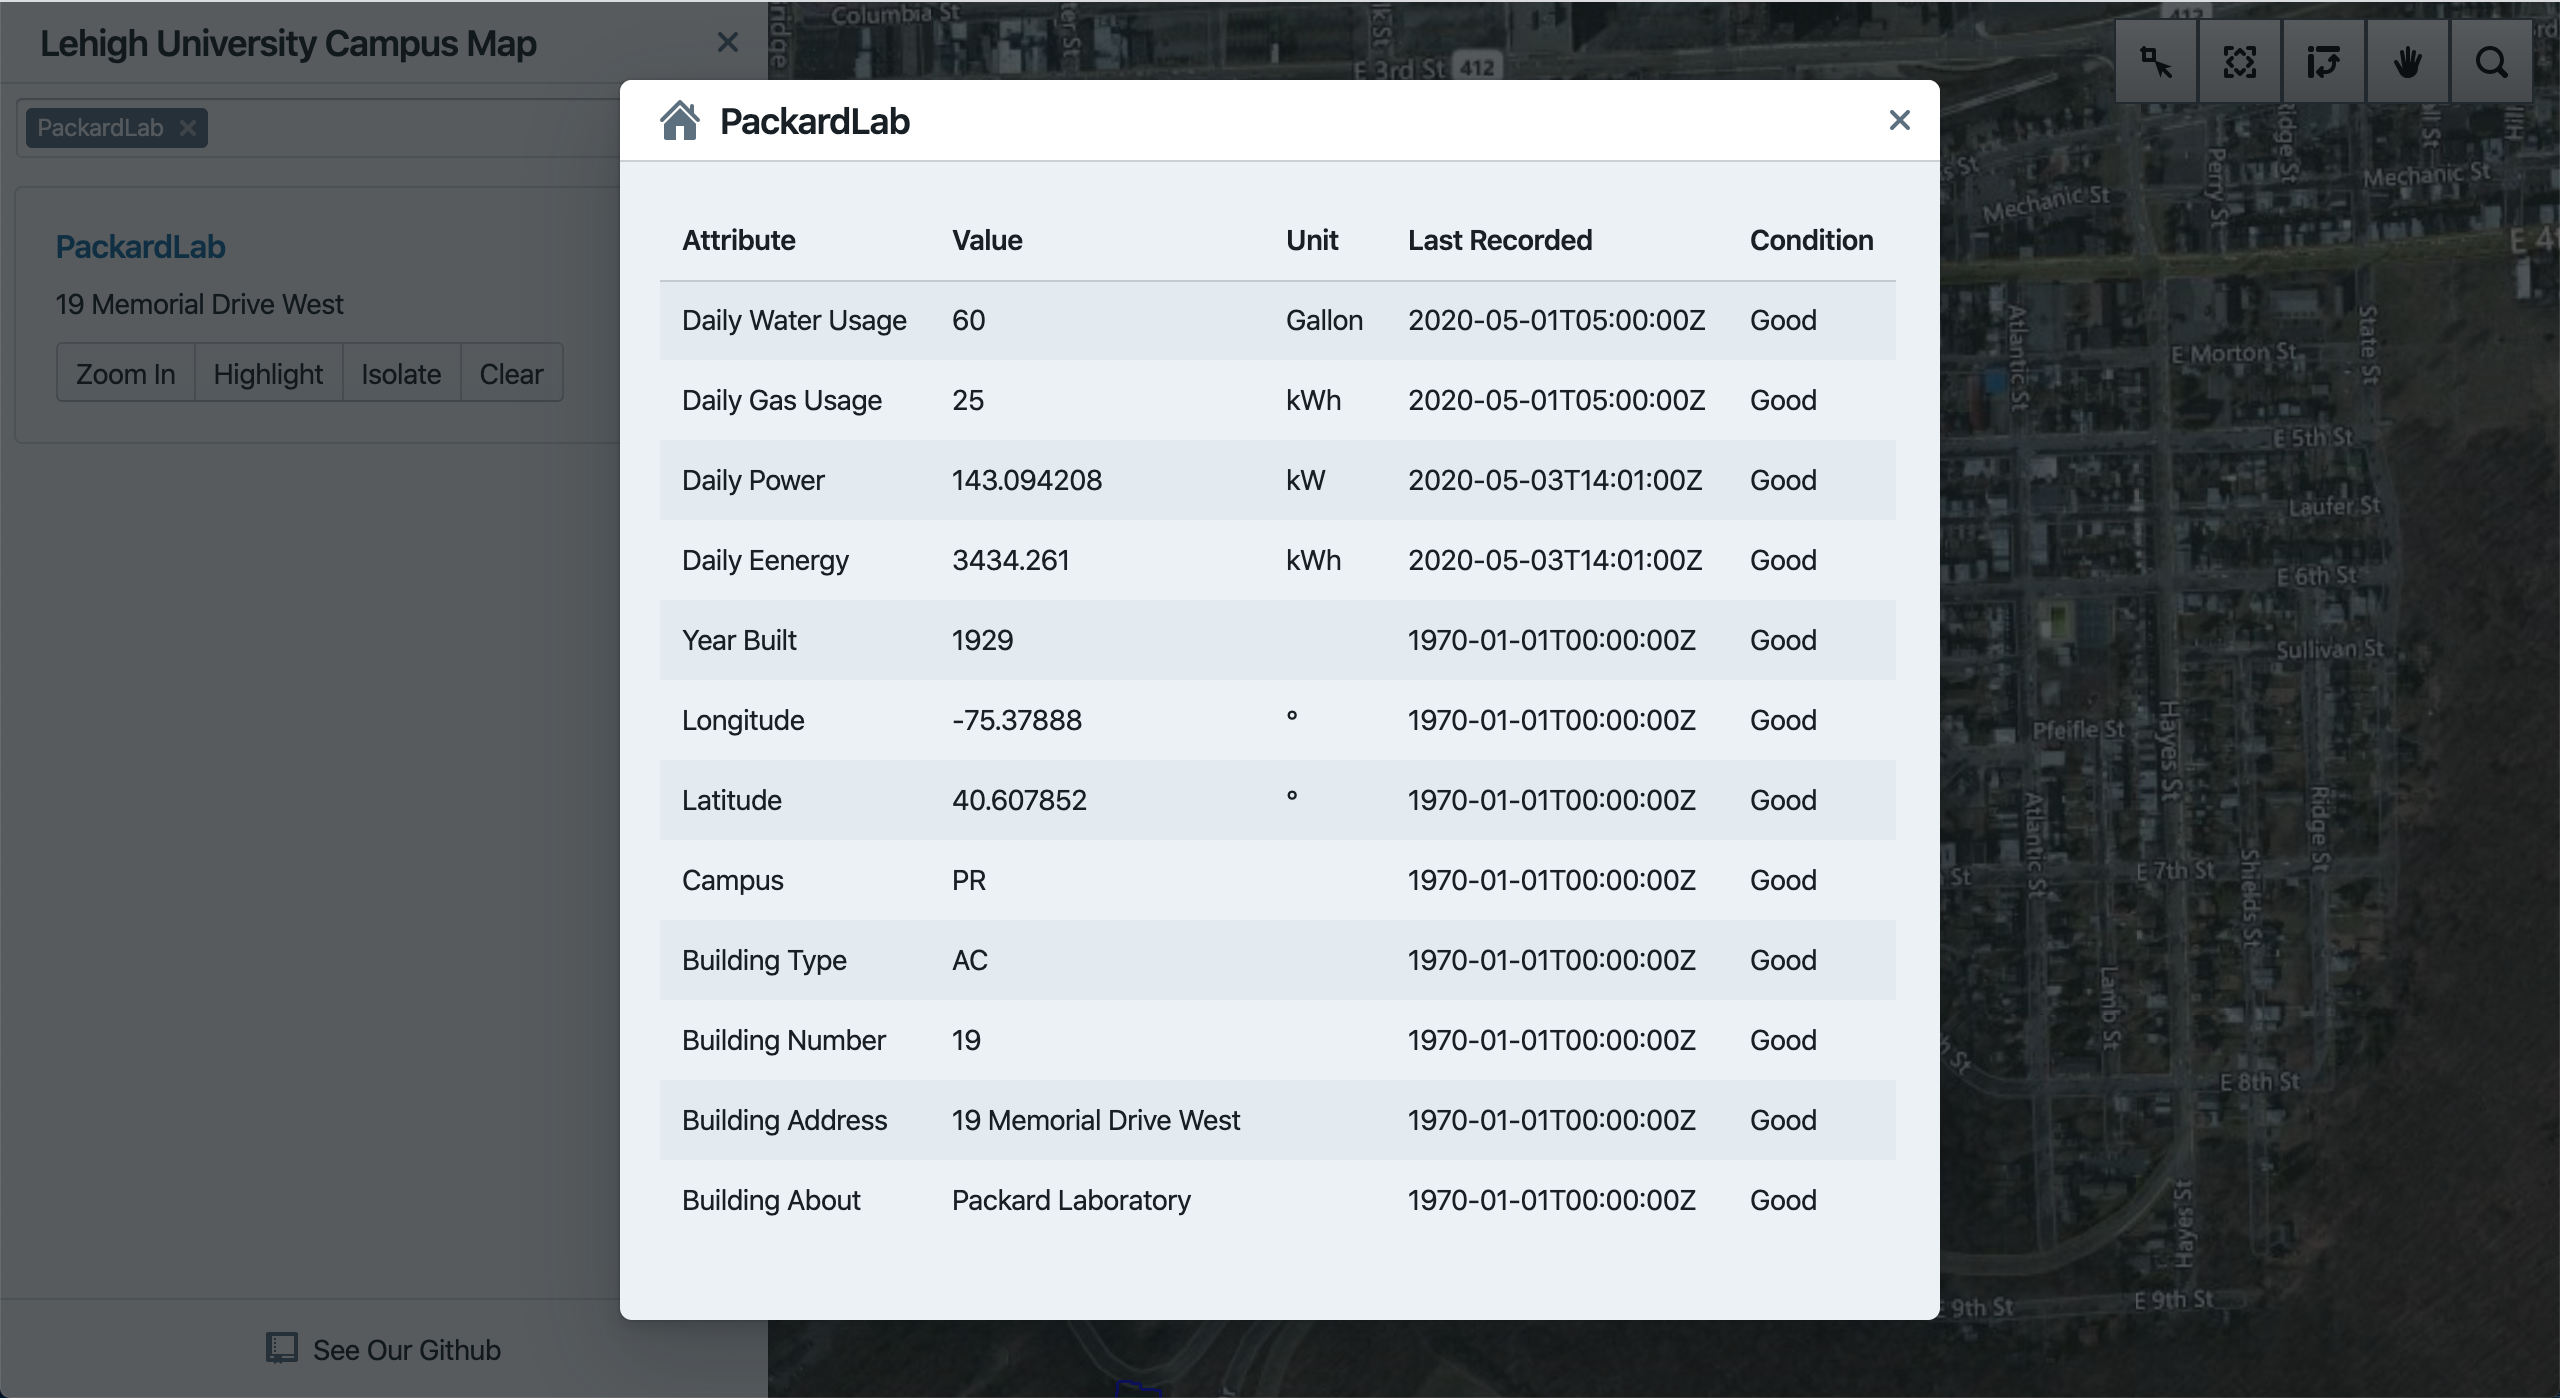 Lehigh University Campus Map
PackardLab
PackardLab
19 Memorial Drive West
Zoom In Highlight Isolate Clear
See Our Github
PackardLab
Attribute Value Unit Last Recorded Condition
Daily Water Usage 60 Gallon 2020-05-01T05:00:00Z Good
Daily Gas Usage 25 kWh 2020-05-01T05:00:00Z Good
Daily Power 143.094208 kW 2020-05-03T14:01:00Z Good
Daily Eenergy 3434.261 kWh 2020-05-03T14:01:00Z Good
Year Built 1929 1970-01-01T00:00:00Z Good
Longitude -75.37888 ° 1970-01-01T00:00:00Z Good
Latitude 40.607852 ° 1970-01-01T00:00:00Z Good
Campus PR 1970-01-01T00:00:00Z Good
Building Type AC 1970-01-01T00:00:00Z Good
Building Number 19 1970-01-01T00:00:00Z Good
Building Address 19 Memorial Drive West 1970-01-01T00:00:00Z Good
Building About Packard Laboratory 1970-01-01T00:00:00Z Good
Columbia St
E 3rd St 412
412
Mechanic St
Mechanic St
Perry St
Ridge St
Hill
E 4t
Atlantic St
State St
E Morton St
E 5th St
Laufer St
E 6th St
Sullivan St
Pfeifle St
Hayes St
Atlantic St
Ridge St
St
E 7th St
Shields St
Lamb St
E 8th St
Hayes St
9th St
E 9th St